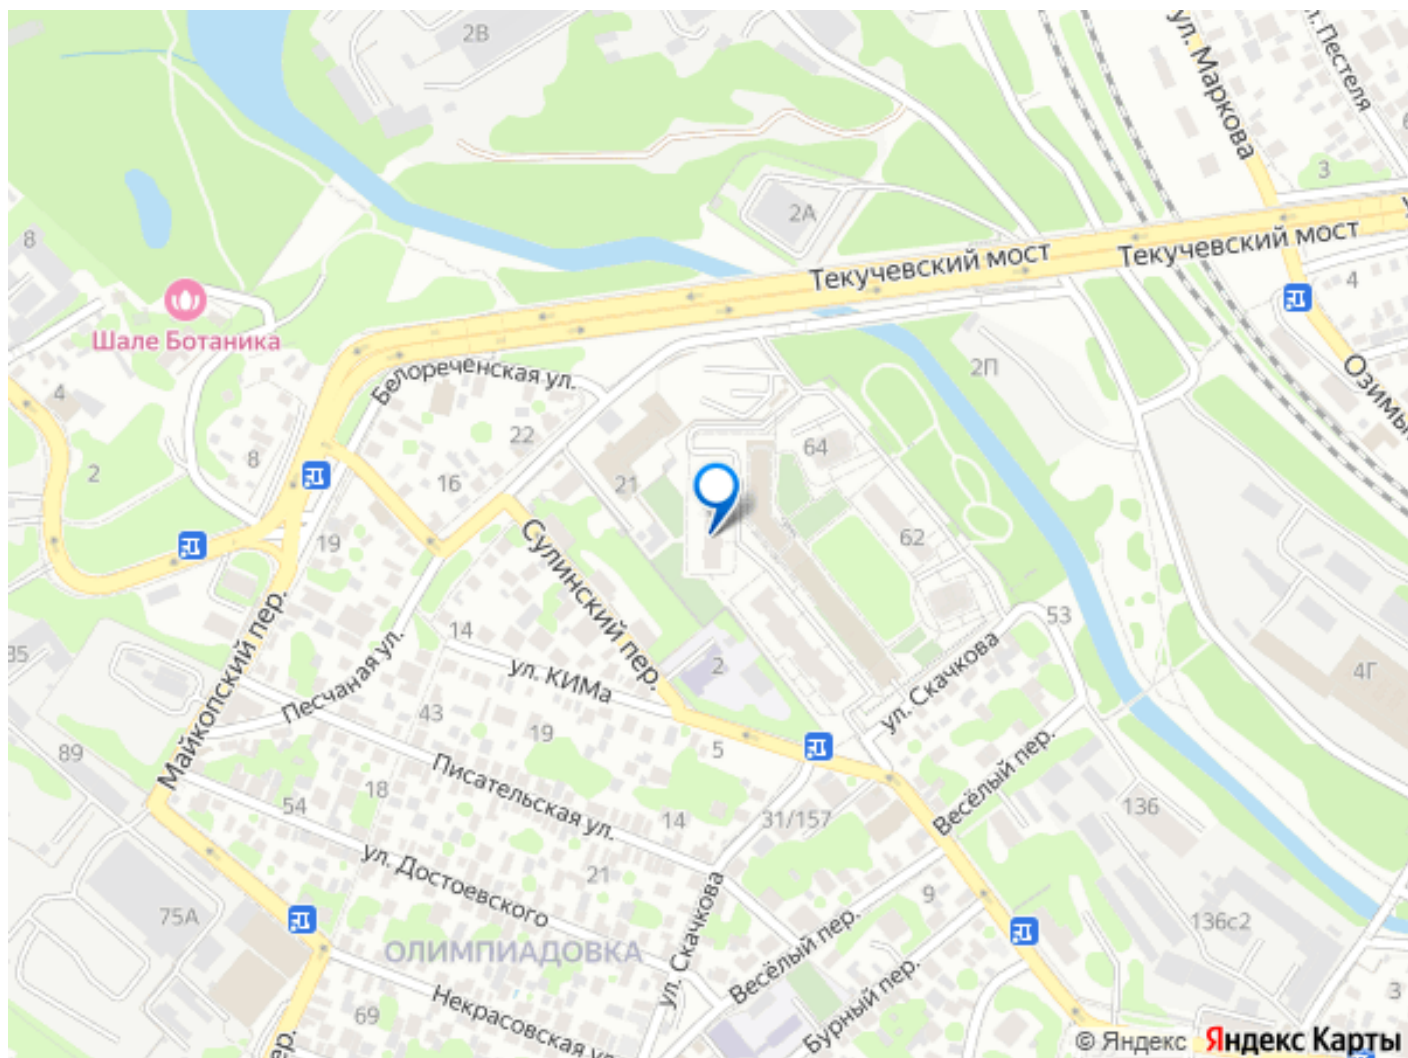 2В
ул. Маркова
Пестеля
3
2А
Текучевский мост
Текучевский мост
8
4
Шале Ботаника
Белореченская ул.
2П
4
Озимы
22
64
8
2
16
21
62
19
Сулинский пер.
53
Майкопский пер.
14
ул. КИМа
2
ул. Скачкова
4Г
35
Песчаная ул.
43
19
5
89
Писательская ул.
18
Весёлый пер.
54
14
31/157
136
ул. Достоевского
21
75А
9
136с2
ул. Скачкова
Весёлый пер.
ОЛИМПИАДОВКА
Бурный пер.
Некрасовская ул.
69
3
пер.
© Яндекс Яндекс Карты